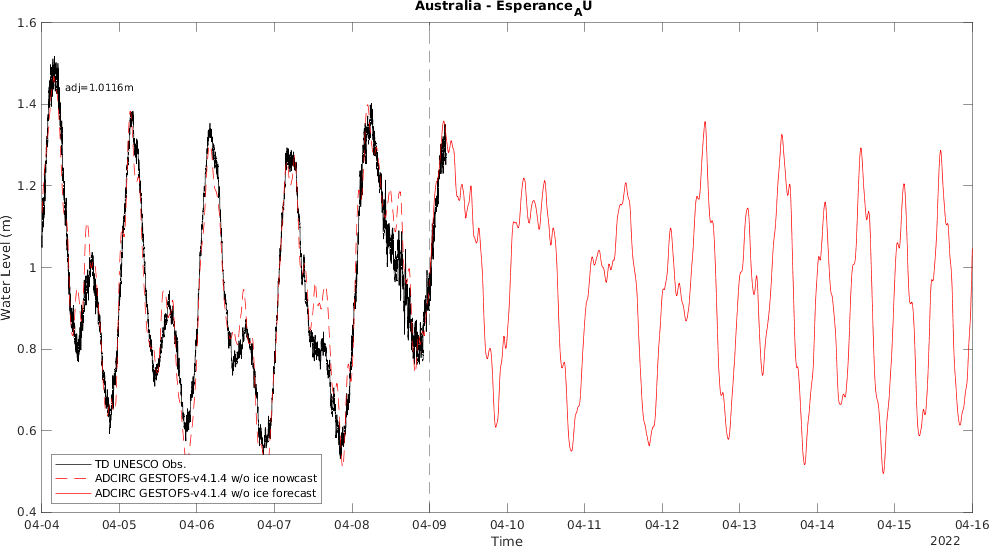 Australia - Esperance_AU
1.6
1.4
1.2
1
0.8
0.6
0.4
Water Level (m)
adj=1.0116m
TD UNESCO Obs.
ADCIRC GESTOFS-v4.1.4 w/o ice nowcast
ADCIRC GESTOFS-v4.1.4 w/o ice forecast
04-04 04-05 04-06 04-07 04-08 04-09 04-10 04-11 04-12 04-13 04-14 04-15 04-16
Time
2022